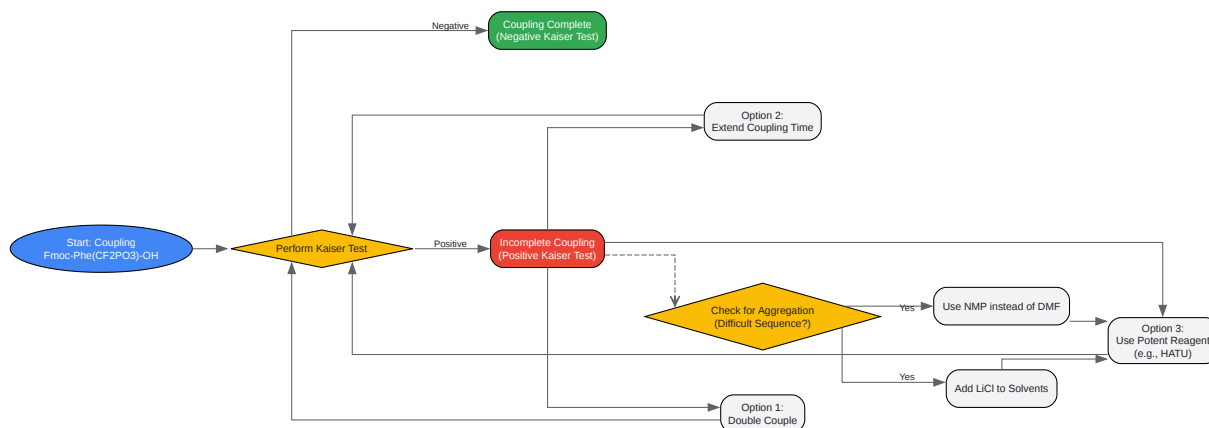 Coupling Complete
(Negative Kaiser Test)
Negative
Option 2:
Extend Coupling Time
Start: Coupling
Fmoc-Phe(CF2PO3)-OH
Perform Kaiser Test
Positive
Incomplete Coupling
(Positive Kaiser Test)
Check for Aggregation
(Difficult Sequence?)
Yes
Use NMP instead of DMF
Option 3:
Use Potent Reagent
(e.g., HATU)
Yes
Add LiCl to Solvents
Option 1:
Double Couple